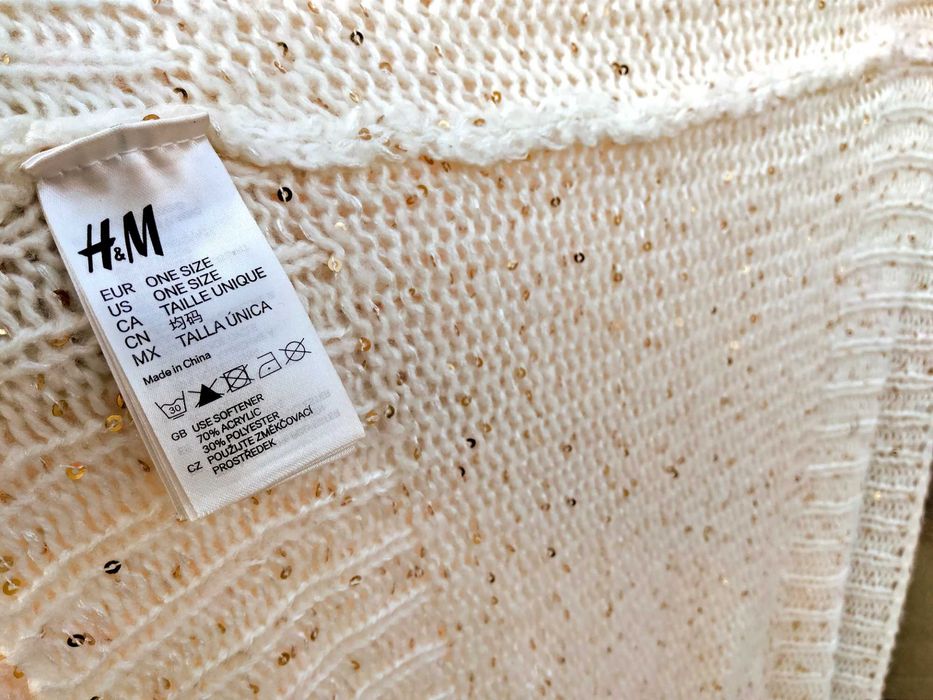 H&M
EUR ONE SIZE
US ONE SIZE
CA TAILLE UNIQUE
CN 均码
MX TALLA ÚNICA
Made in China
30
GB USE SOFTENER
70% ACRYLIC
30% POLYESTER
CZ POUŽIJTE ZMĚKČOVACÍ
PROSTŘEDEK